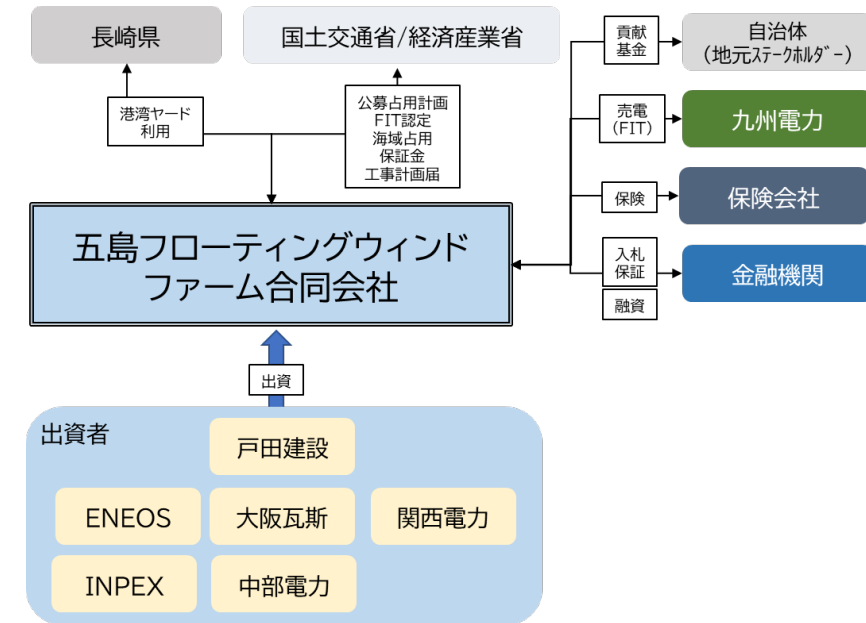 長崎県
国土交通省/経済産業省
貢献
基金
自治体
(地元ｽﾃｰｸﾎﾙﾀﾞｰ)
港湾ヤード
利用
公募占用計画
FIT認定
海域占用
保証金
工事計画届
売電
(FIT)
九州電力
保険
保険会社
五島フローティングウィンド
ファーム合同会社
入札
保証
融資
金融機関
出資
出資者
戸田建設
ENEOS
大阪瓦斯
関西電力
INPEX
中部電力